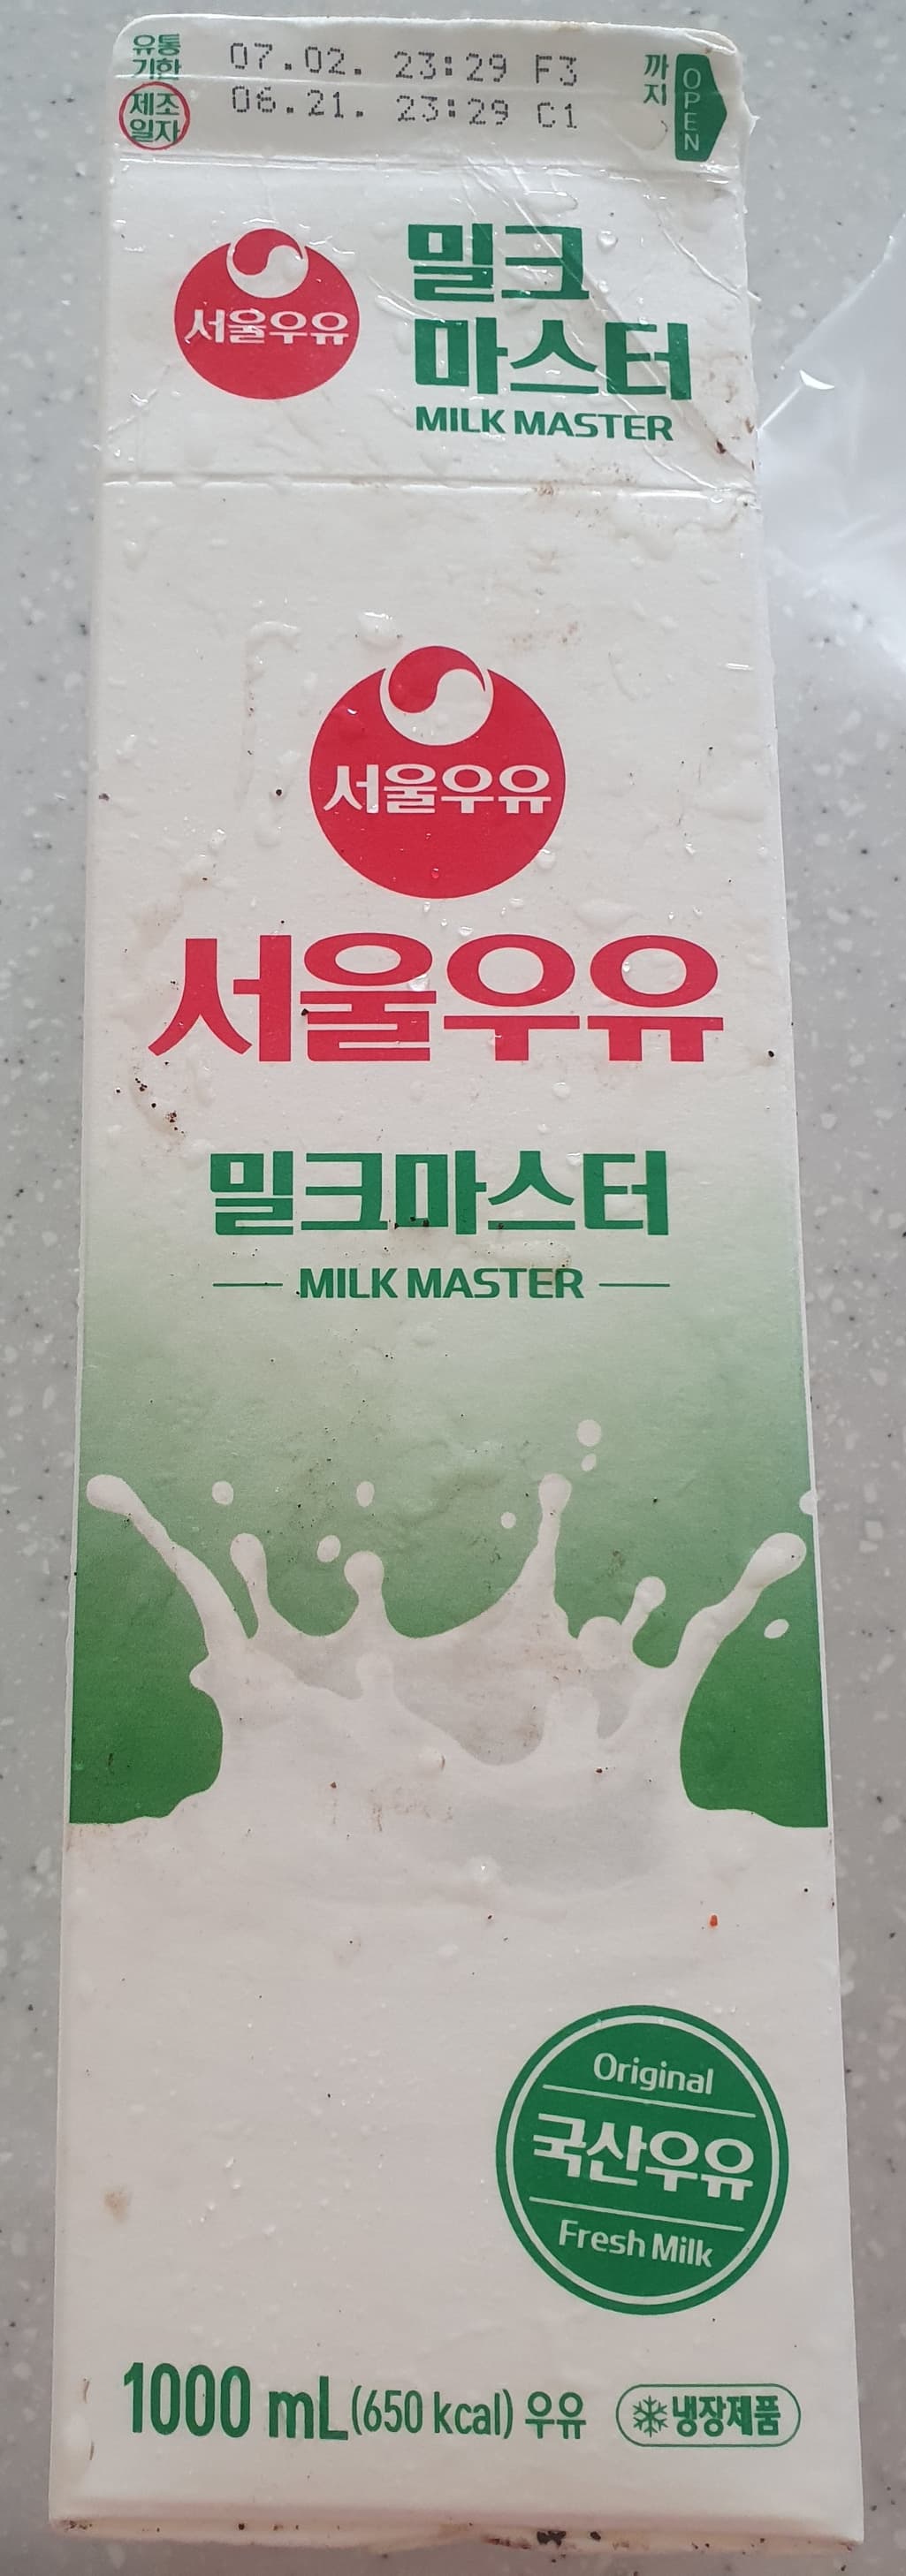 유통기한 07.02. 23:29 F3 까지
제조일자 06.21. 23:29 C1
OPEN
서울우유
밀크
마스터
MILK MASTER
서울우유
서울우유
밀크마스터
MILK MASTER
Original
국산우유
Fresh Milk
1000 mL (650 kcal) 우유 냉장제품